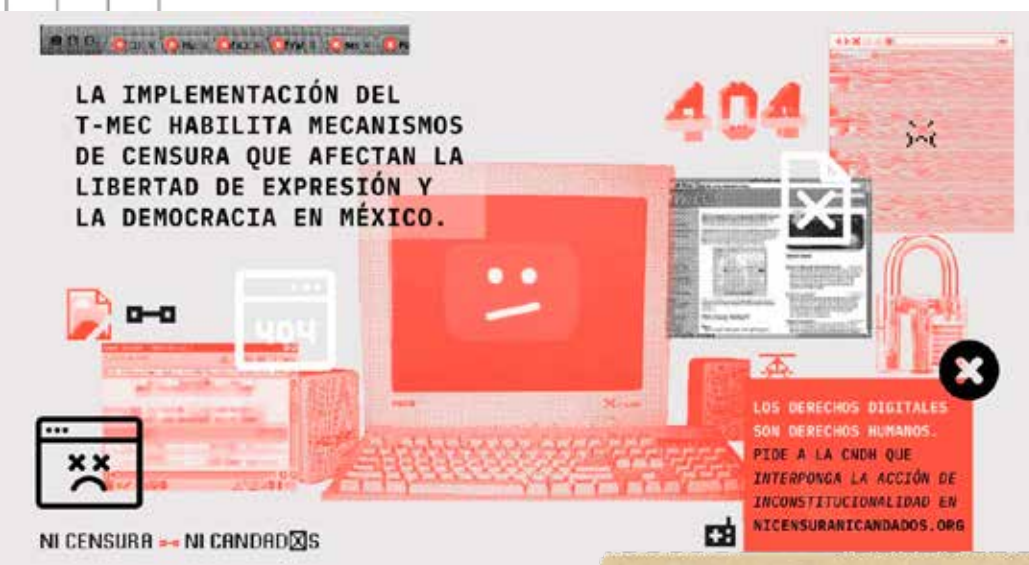 LA IMPLEMENTACIÓN DEL
T-MEC HABILITA MECANISMOS
DE CENSURA QUE AFECTAN LA
LIBERTAD DE EXPRESIÓN Y
LA DEMOCRACIA EN MÉXICO.
404
404
LOS DERECHOS DIGITALES
SON DERECHOS HUMANOS.
PIDE A LA CNDH QUE
INTERPONGA LA ACCIÓN DE
INCONSTITUCIONALIDAD EN
NICENSURANICANDADOS.ORG
NI CENSURA NI CANDAD☒S